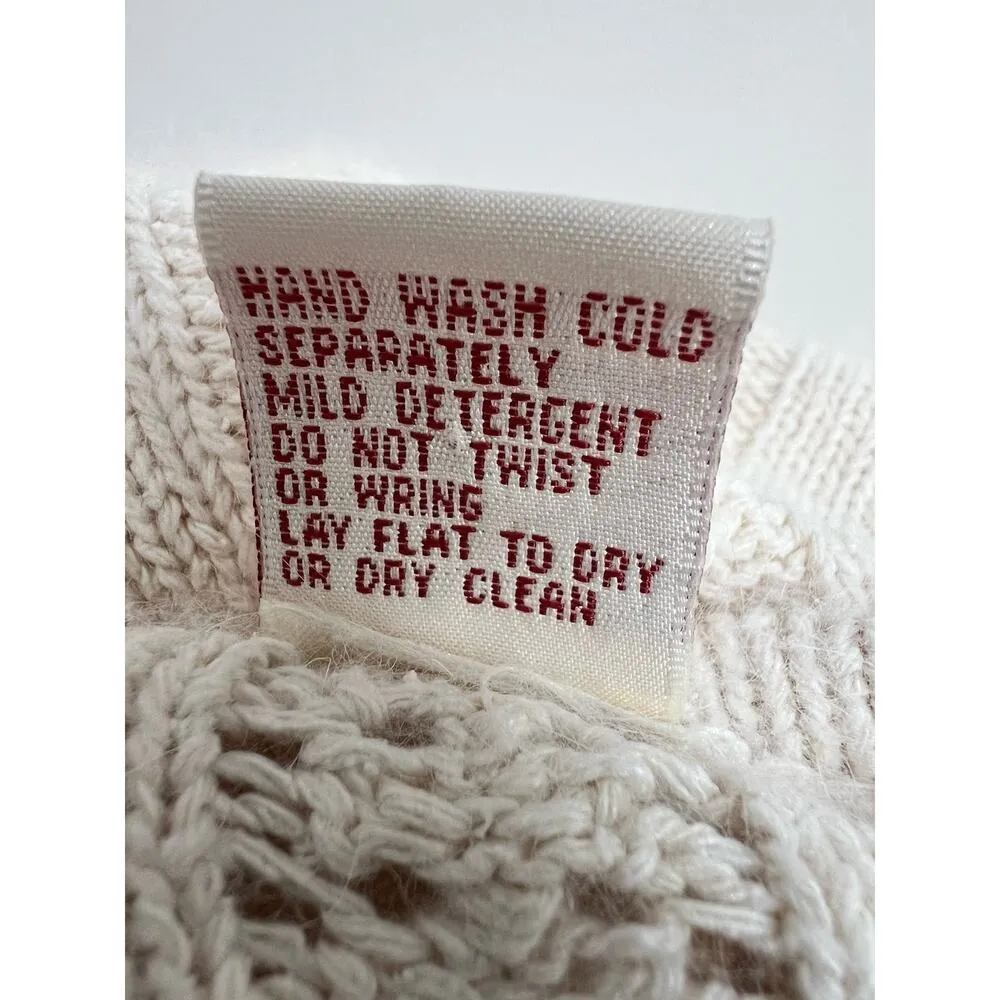 HAND WASH COLD
SEPARATELY
MILD DETERGENT
DO NOT TWIST
OR WRING
LAY FLAT TO DRY
OR DRY CLEAN